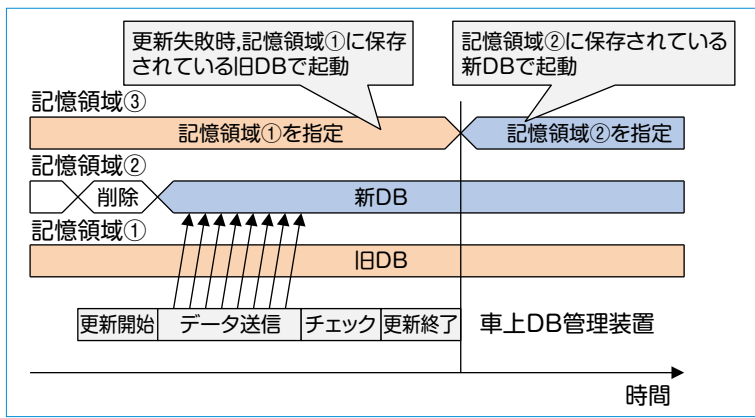 更新失敗時,記憶領域①に保存
されている旧DBで起動
記憶領域②に保存されている
新DBで起動
記憶領域③
記憶領域①を指定
記憶領域②を指定
記憶領域②
削除
新DB
記憶領域①
旧DB
更新開始
データ送信
チェック
更新終了
車上DB管理装置
時間